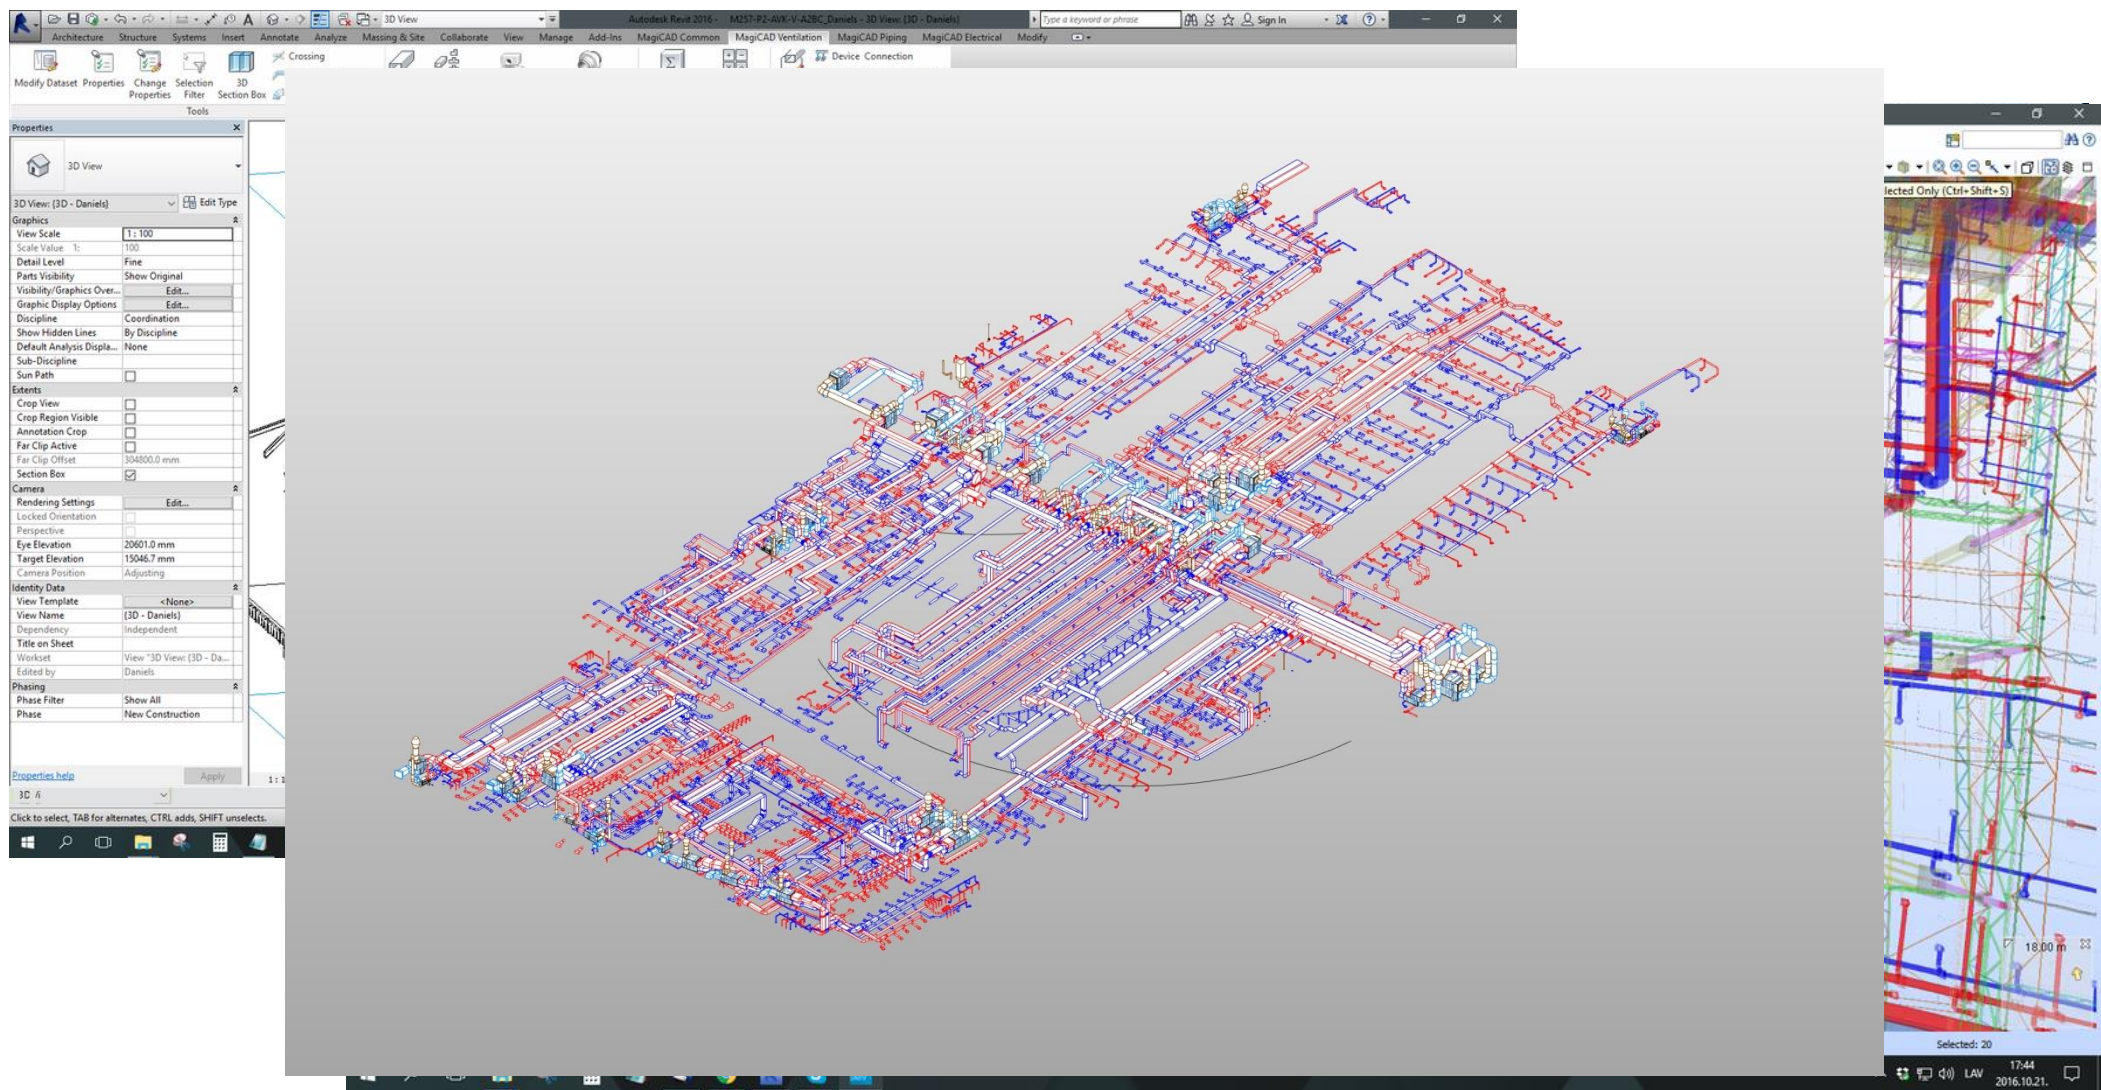 3D View
Autodesk Revit 2016 - M257-P2-AVK-V-A2BC_Daniels - 3D View: {3D - Daniels}
Type a keyword or phrase
Sign In
Architecture Structure Systems Insert Annotate Analyze Massing & Site Collaborate View Manage Add-Ins MagiCAD Common MagiCAD Ventilation MagiCAD Piping MagiCAD Electrical Modify
Crossing
Device Connection
Modify Dataset Properties Change Properties Selection Filter 3D Section Box
Tools
Properties
3D View
3D View: {3D - Daniels} Edit Type
Graphics
View Scale 1 : 100
Scale Value 1: 100
Detail Level Fine
Parts Visibility Show Original
Visibility/Graphics Over... Edit...
Graphic Display Options Edit...
Discipline Coordination
Show Hidden Lines By Discipline
Default Analysis Displa... None
Sub-Discipline
Sun Path
Extents
Crop View
Crop Region Visible
Annotation Crop
Far Clip Active
Far Clip Offset 304800.0 mm
Section Box
Camera
Rendering Settings Edit...
Locked Orientation
Perspective
Eye Elevation 20601.0 mm
Target Elevation 15046.7 mm
Camera Position Adjusting
Identity Data
View Template <None>
View Name {3D - Daniels}
Dependency Independent
Title on Sheet
Workset View "3D View: {3D - Da...
Edited by Daniels
Phasing
Phase Filter Show All
Phase New Construction
Properties help Apply
Click to select, TAB for alternates, CTRL adds, SHIFT unselects.
lected Only (Ctrl+Shift+S)
18.00 m
Selected: 20
LAV
17:44
2016.10.21.